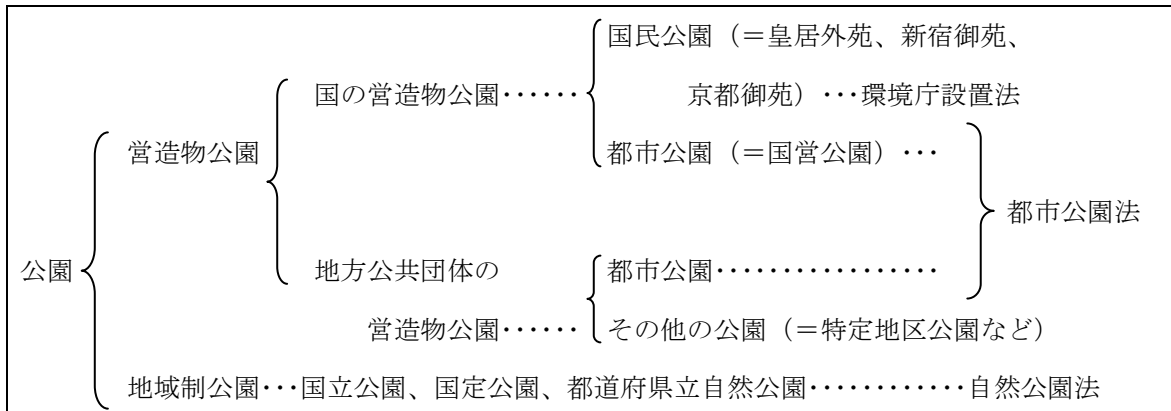 国民公園（＝皇居外苑、新宿御苑、
国の営造物公園‥‥‥
京都御苑）･･･環境庁設置法
営造物公園
都市公園（＝国営公園）･･･
都市公園法
公園
地方公共団体の
都市公園･････････････････
営造物公園‥‥‥
その他の公園（＝特定地区公園など）
地域制公園･･･国立公園、国定公園、都道府県立自然公園････････････自然公園法